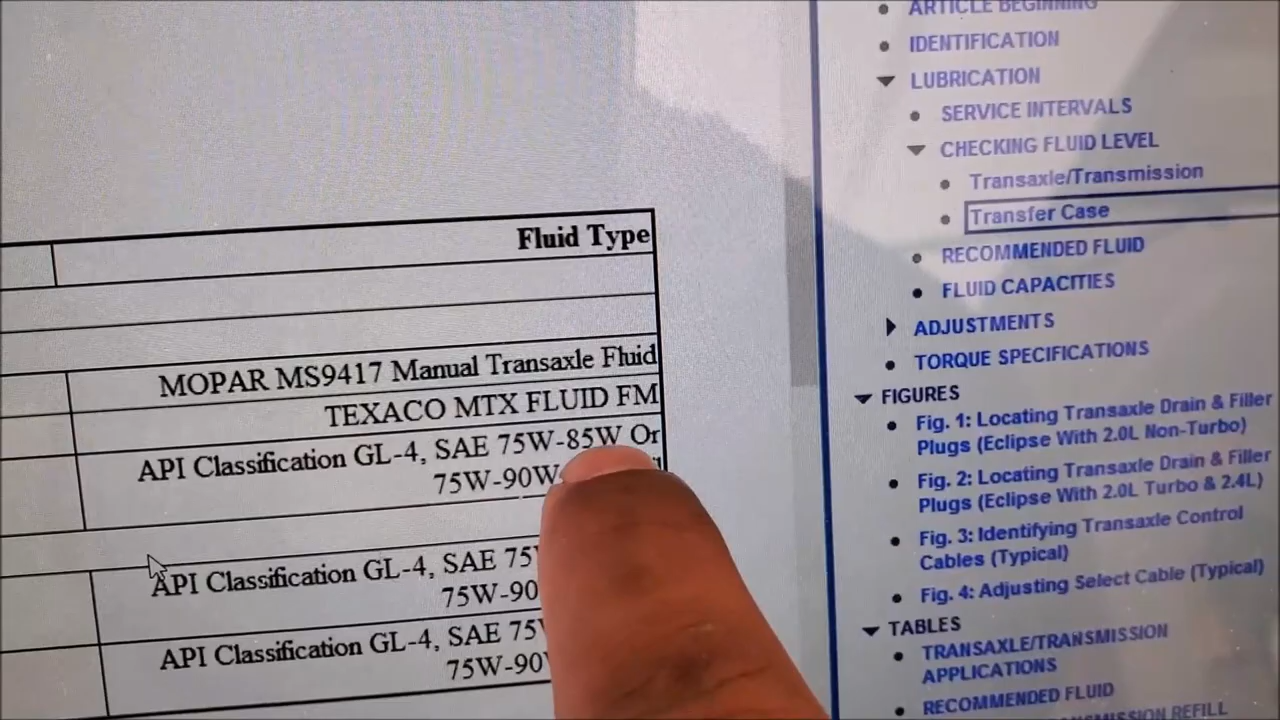 Fluid Type
MOPAR MS9417 Manual Transaxle Fluid
TEXACO MTX FLUID FM
API Classification GL-4, SAE 75W-85W Or
75W-90W
API Classification GL-4, SAE
75W-90
API Classification GL-4, SAE
75W-90W
ARTICLE BEGINNING
IDENTIFICATION
LUBRICATION
SERVICE INTERVALS
CHECKING FLUID LEVEL
Transaxle/Transmission
Transfer Case
RECOMMENDED FLUID
FLUID CAPACITIES
ADJUSTMENTS
TORQUE SPECIFICATIONS
FIGURES
Fig. 1: Locating Transaxle Drain & Filler
Plugs (Eclipse With 2.0L Non-Turbo)
Fig. 2: Locating Transaxle Drain & Filler
Plugs (Eclipse With 2.0L Turbo & 2.4L)
Fig. 3: Identifying Transaxle Control
Cables (Typical)
Fig. 4: Adjusting Select Cable (Typical)
TABLES
TRANSAXLE/TRANSMISSION
APPLICATIONS
RECOMMENDED FLUID
REFILL